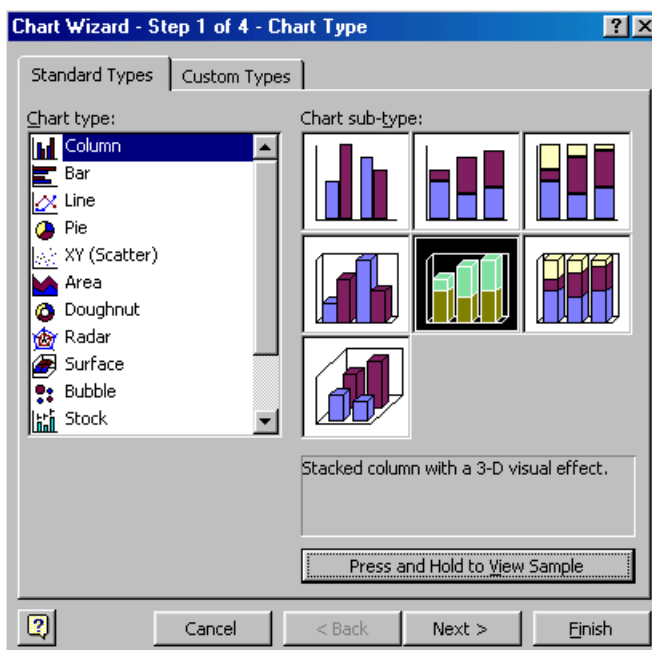 Chart Wizard - Step 1 of 4 - Chart Type
Standard Types Custom Types
Chart type:
Column
Bar
Line
Pie
XY (Scatter)
Area
Doughnut
Radar
Surface
Bubble
Stock
Chart sub-type:
Stacked column with a 3-D visual effect.
Press and Hold to View Sample
Cancel < Back Next > Finish